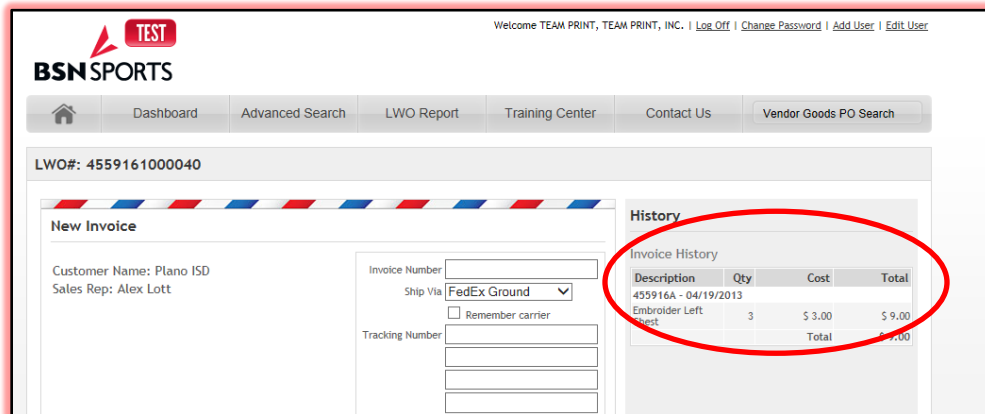 TEST
Welcome TEAM PRINT, TEAM PRINT, INC. | Log Off | Change Password | Add User | Edit User
BSN SPORTS
Dashboard Advanced Search LWO Report Training Center Contact Us Vendor Goods PO Search
LWO#: 4559161000040
New Invoice
Customer Name: Plano ISD
Sales Rep: Alex Lott
Invoice Number
Ship Via FedEx Ground
Remember carrier
Tracking Number
History
Invoice History
Description Qty Cost Total
455916A - 04/19/2013
Embroider Left
Chest 3 $ 3.00 $ 9.00
Total $ 9.00